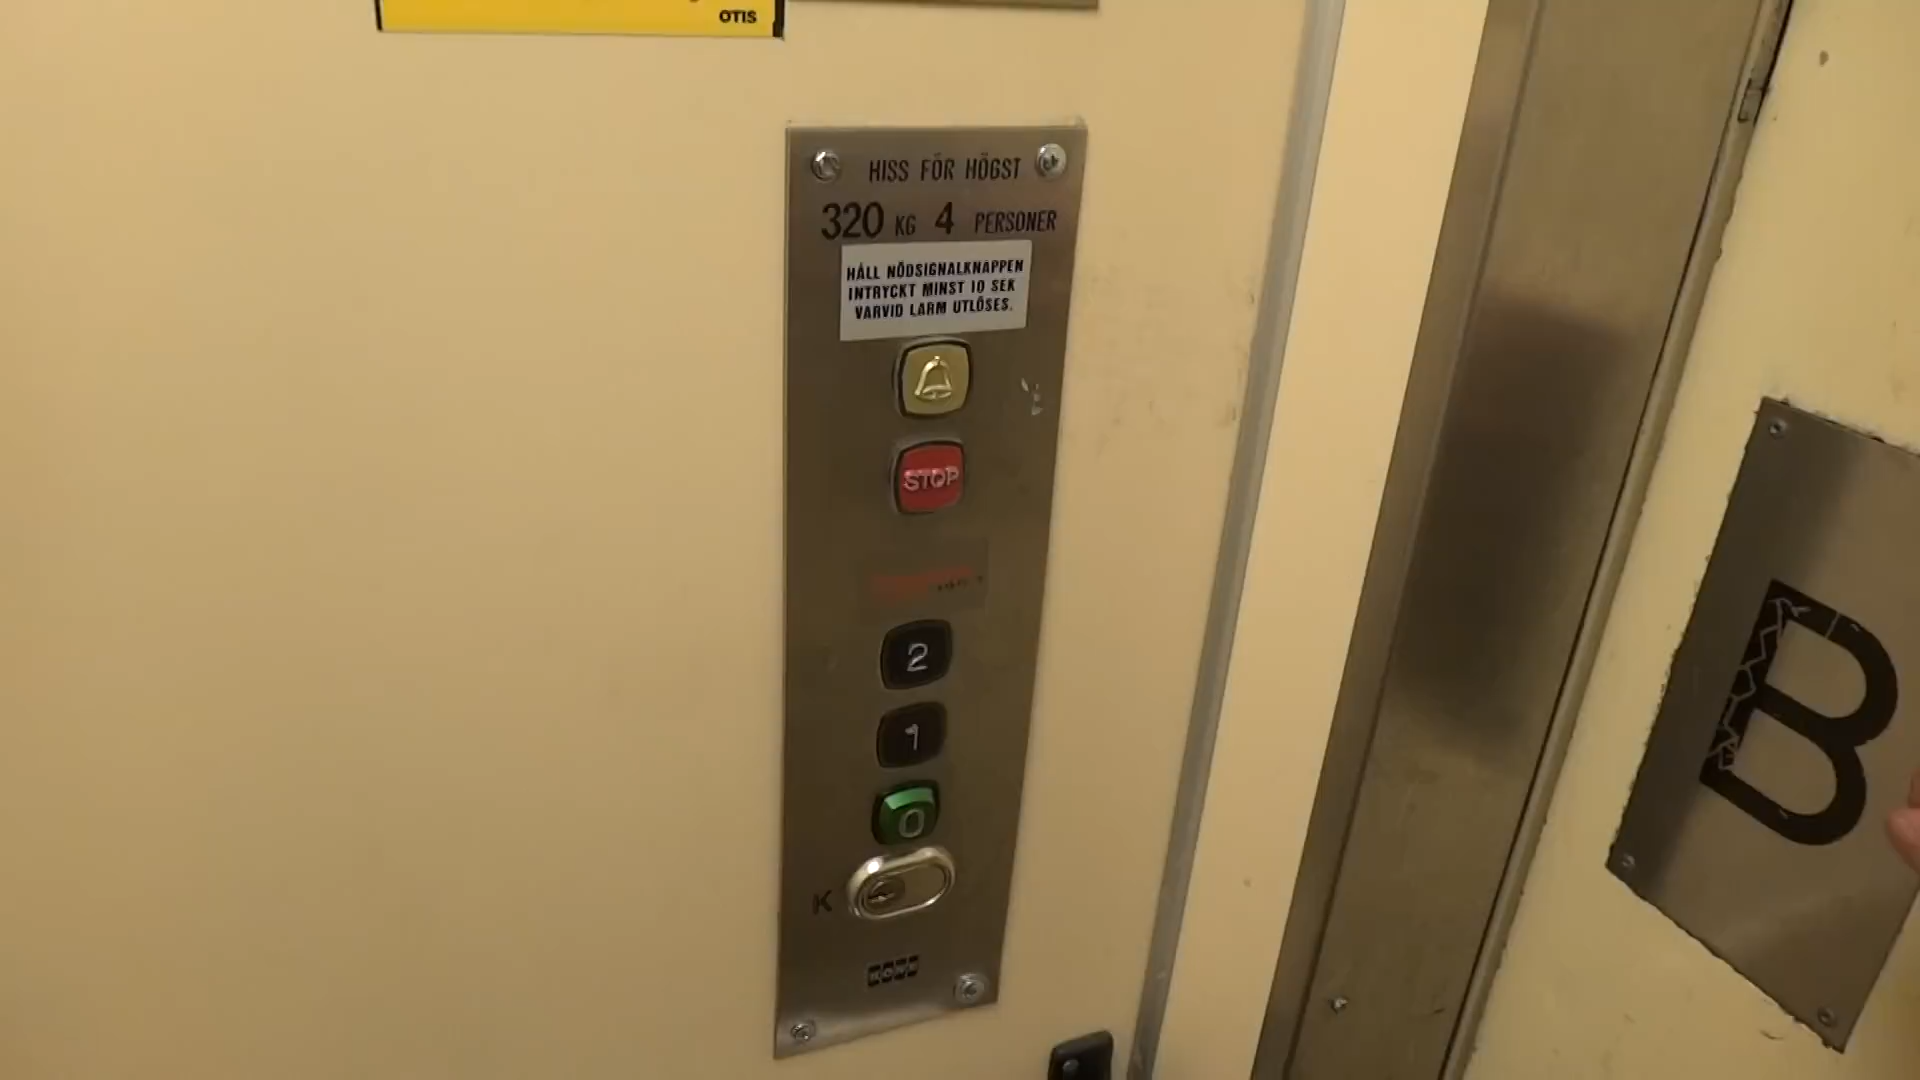 OTIS
HISS FÖR HÖGST
320 KG 4 PERSONER
HÅLL NÖDSIGNALKNAPPEN
INTRYCKT MINST 10 SEK
VARVID LARM UTLÖSES.
STOP
2
1
0
K
KONE
B